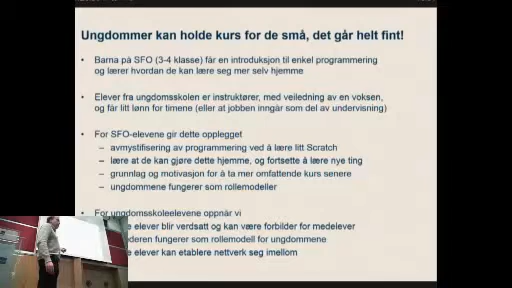 Ungdommer kan holde kurs for de små, det går helt fint!
• Barna på SFO (3-4 klasse) får en introduksjon til enkel programmering
og lærer hvordan de kan lære seg mer selv hjemme
• Elever fra ungdomsskolen er instruktører, med veiledning av en voksen,
og får litt lønn for timene (eller at jobben inngår som del av undervisning)
• For SFO-elevene gir dette opplegget
– avmystifisering av programmering ved å lære litt Scratch
– lære at de kan gjøre dette hjemme, og fortsette å lære nye ting
– grunnlag og motivasjon for å ta mer omfattende kurs senere
– ungdommene fungerer som rollemodeller
• For ungdomsskoleelevene oppnår vi
elever blir verdsatt og kan være forbilder for medelever
fungerer som rollemodell for ungdommene
elever kan etablere nettverk seg imellom